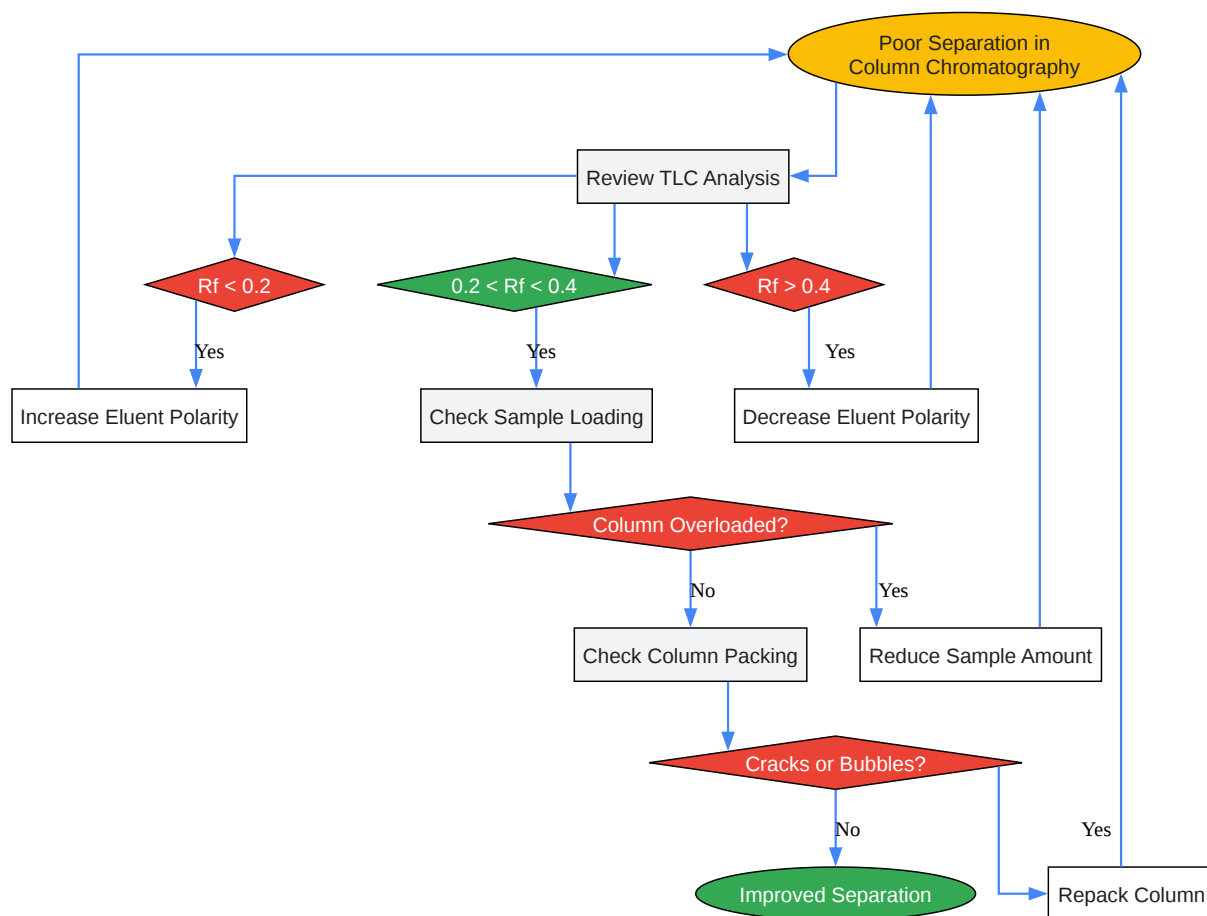 Poor Separation in
Column Chromatography
Review TLC Analysis
Rf < 0.2
0.2 < Rf < 0.4
Rf > 0.4
Yes
Yes
Yes
Increase Eluent Polarity
Check Sample Loading
Decrease Eluent Polarity
Column Overloaded?
No
Yes
Check Column Packing
Reduce Sample Amount
Cracks or Bubbles?
No
Yes
Improved Separation
Repack Column